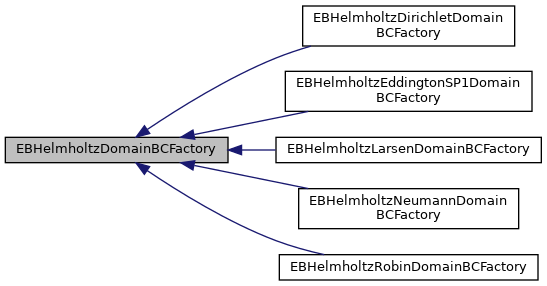 EBHelmholtzDirichletDomain
BCFactory
EBHelmholtzEddingtonSP1Domain
BCFactory
EBHelmholtzDomainBCFactory
EBHelmholtzLarsenDomainBCFactory
EBHelmholtzNeumannDomain
BCFactory
EBHelmholtzRobinDomainBCFactory